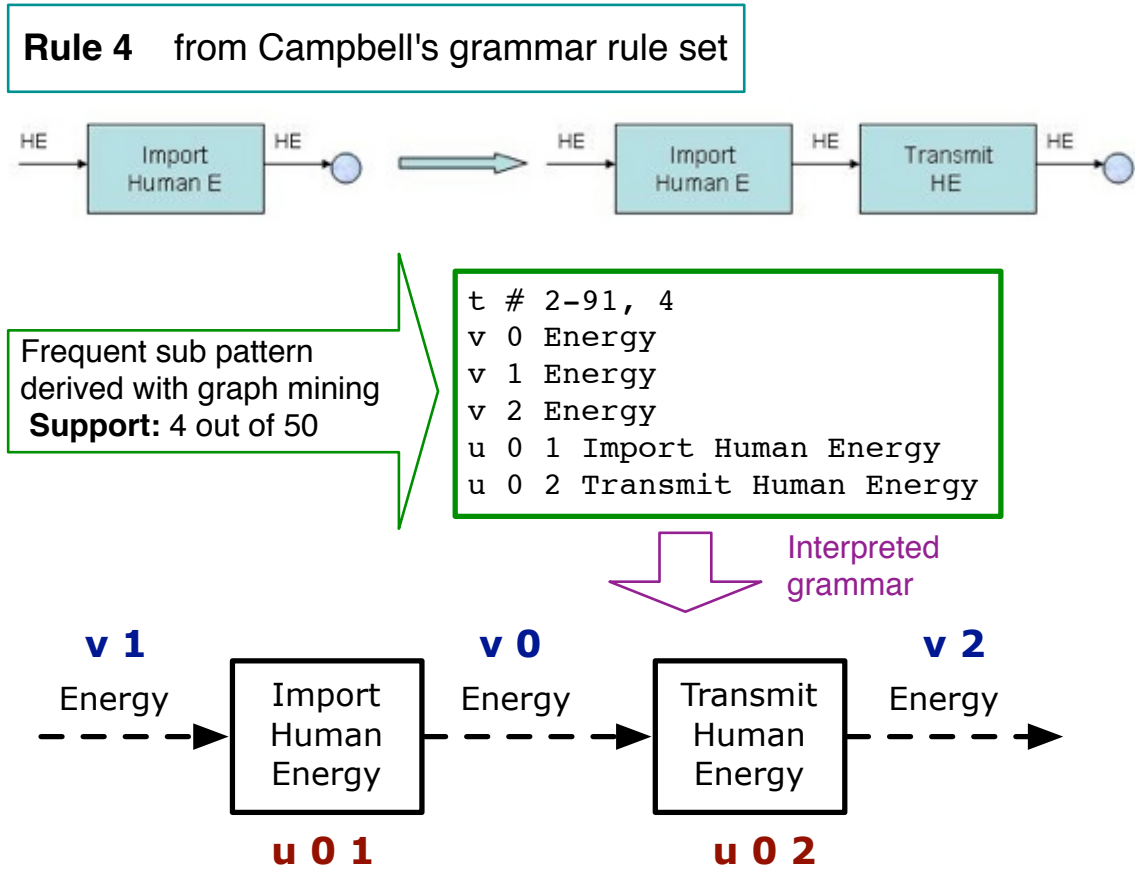 Rule 4 from Campbell's grammar rule set
HE
Import
Human E
HE
HE
Import
Human E
HE
Transmit
HE
HE
Frequent sub pattern
derived with graph mining
Support: 4 out of 50
t # 2-91, 4
v 0 Energy
v 1 Energy
v 2 Energy
u 0 1 Import Human Energy
u 0 2 Transmit Human Energy
Interpreted
grammar
v 1
v 0
v 2
Energy
Import
Human
Energy
Energy
Transmit
Human
Energy
Energy
u 0 1
u 0 2